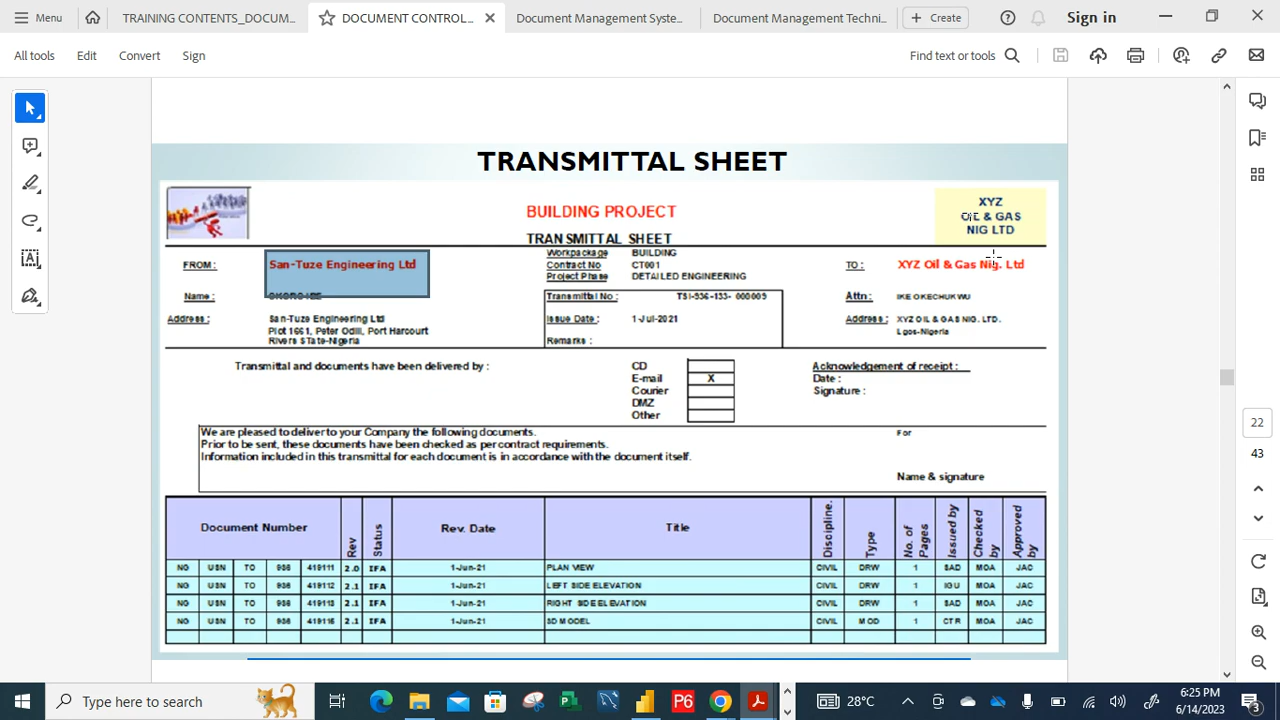 Menu TRAINING CONTENTS_DOCUM... DOCUMENT CONTROL... Document Management Syste... Document Management Techni... Create Sign in
All tools Edit Convert Sign Find text or tools
TRANSMITTAL SHEET
BUILDING PROJECT
XYZ
OIL & GAS
NIG LTD
TRANSMITTAL SHEET
FROM: San-Tuze Engineering Ltd
Workpackage BUILDING
Contract No CT001
Project Phase DETAILED ENGINEERING
TO: XYZ Oil & Gas Nig. Ltd
Name:
Transmittal No: TSI-936-133- 000009
Attn: IKE OKECHUKWU
Address: San-Tuze Engineering Ltd
Plot 1661, Peter Odili, Port Harcourt
Rivers STate-Nigeria
Issue Date: 1-Jul-2021
Remarks:
Address: XYZ OIL & GAS NIG. LTD.
Lgos-Nigeria
Transmittal and documents have been delivered by:
CD
E-mail X
Courier
DMZ
Other
Acknowledgement of receipt:
Date:
Signature:
We are pleased to deliver to your Company the following documents.
Prior to be sent, these documents have been checked as per contract requirements.
Information included in this transmittal for each document is in accordance with the document itself.
For
Name & signature
Document Number Rev Status Rev. Date Title Discipline. Type No. of Pages Issued by Checked by Approved by
NG USN TO 936 419111 2.0 IFA 1-Jun-21 PLAN VIEW CIVIL DRW 1 SAD MOA JAC
NG USN TO 936 419112 2.1 IFA 1-Jun-21 LEFT SIDE ELEVATION CIVIL DRW 1 IGU MOA JAC
NG USN TO 936 419113 2.1 IFA 1-Jun-21 RIGHT SIDE ELEVATION CIVIL DRW 1 SAD MOA JAC
NG USN TO 936 419115 2.1 IFA 1-Jun-21 3D MODEL CIVIL MOD 1 CTR MOA JAC
22
43
Type here to search
P6
28°C
6:25 PM
6/14/2023
3